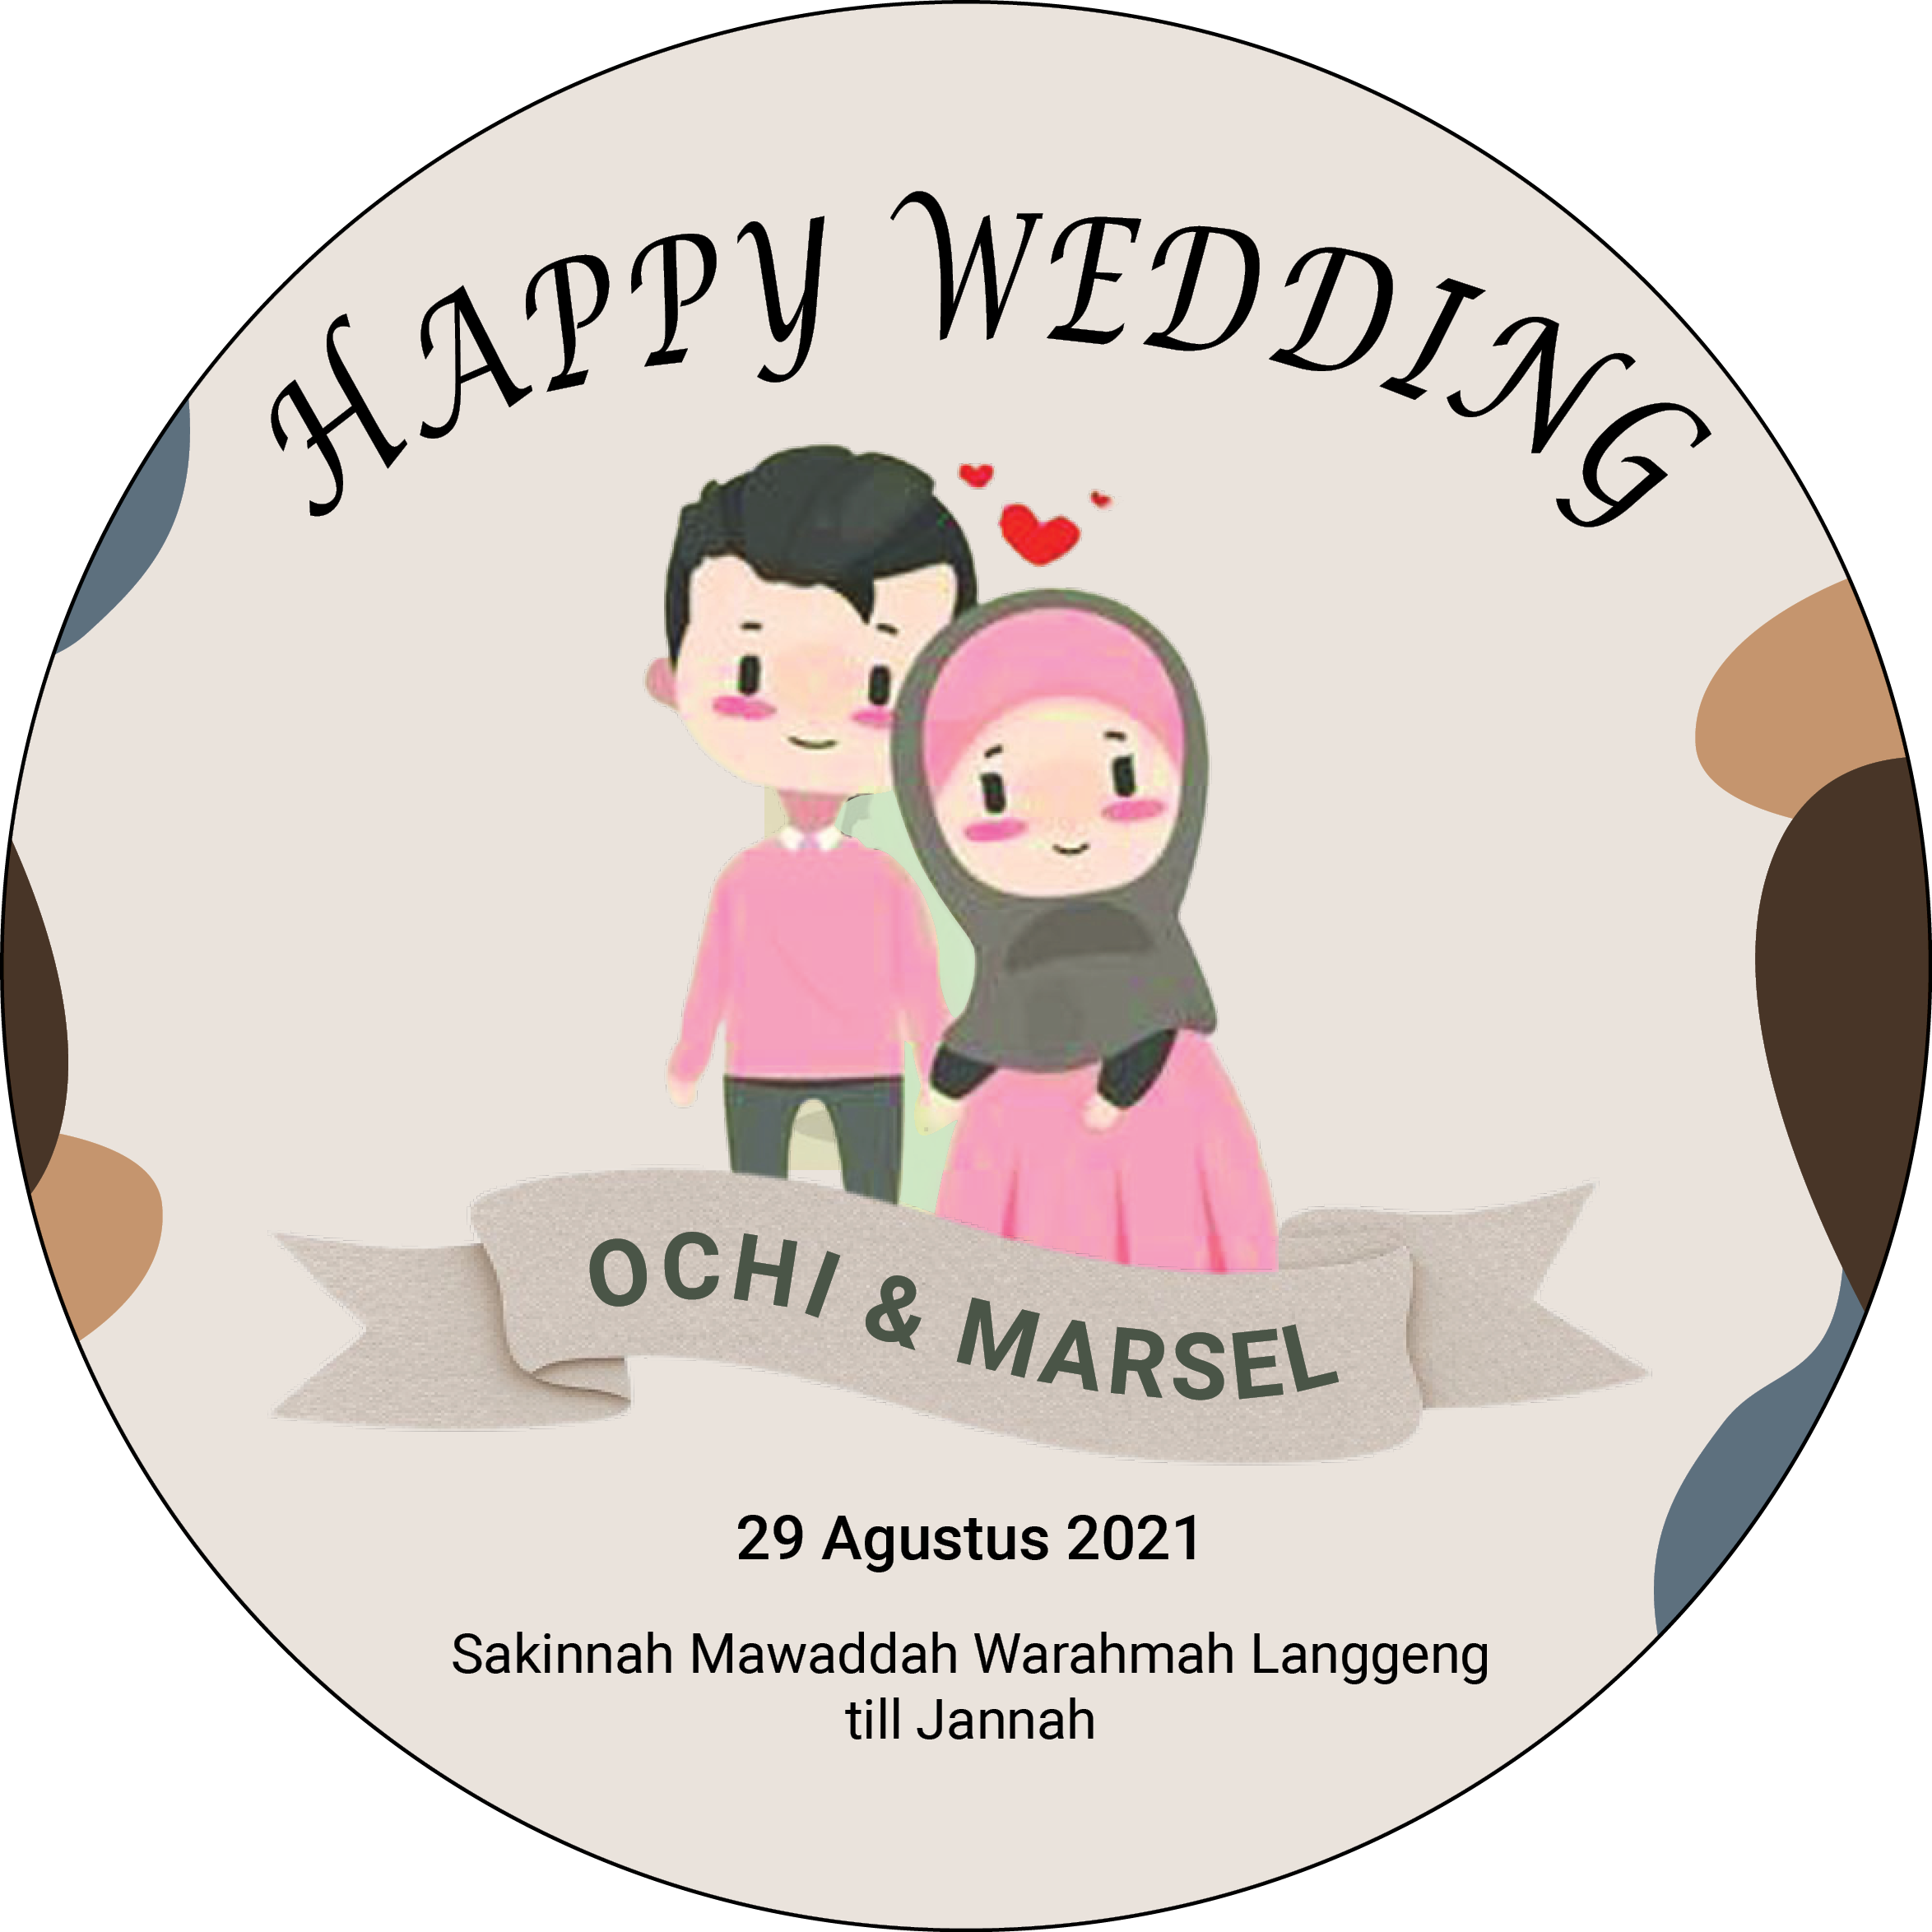 HAPPY WEDDING
OCHI & MARSEL
29 Agustus 2021
Sakinnah Mawaddah Warahmah Langgeng
till Jannah